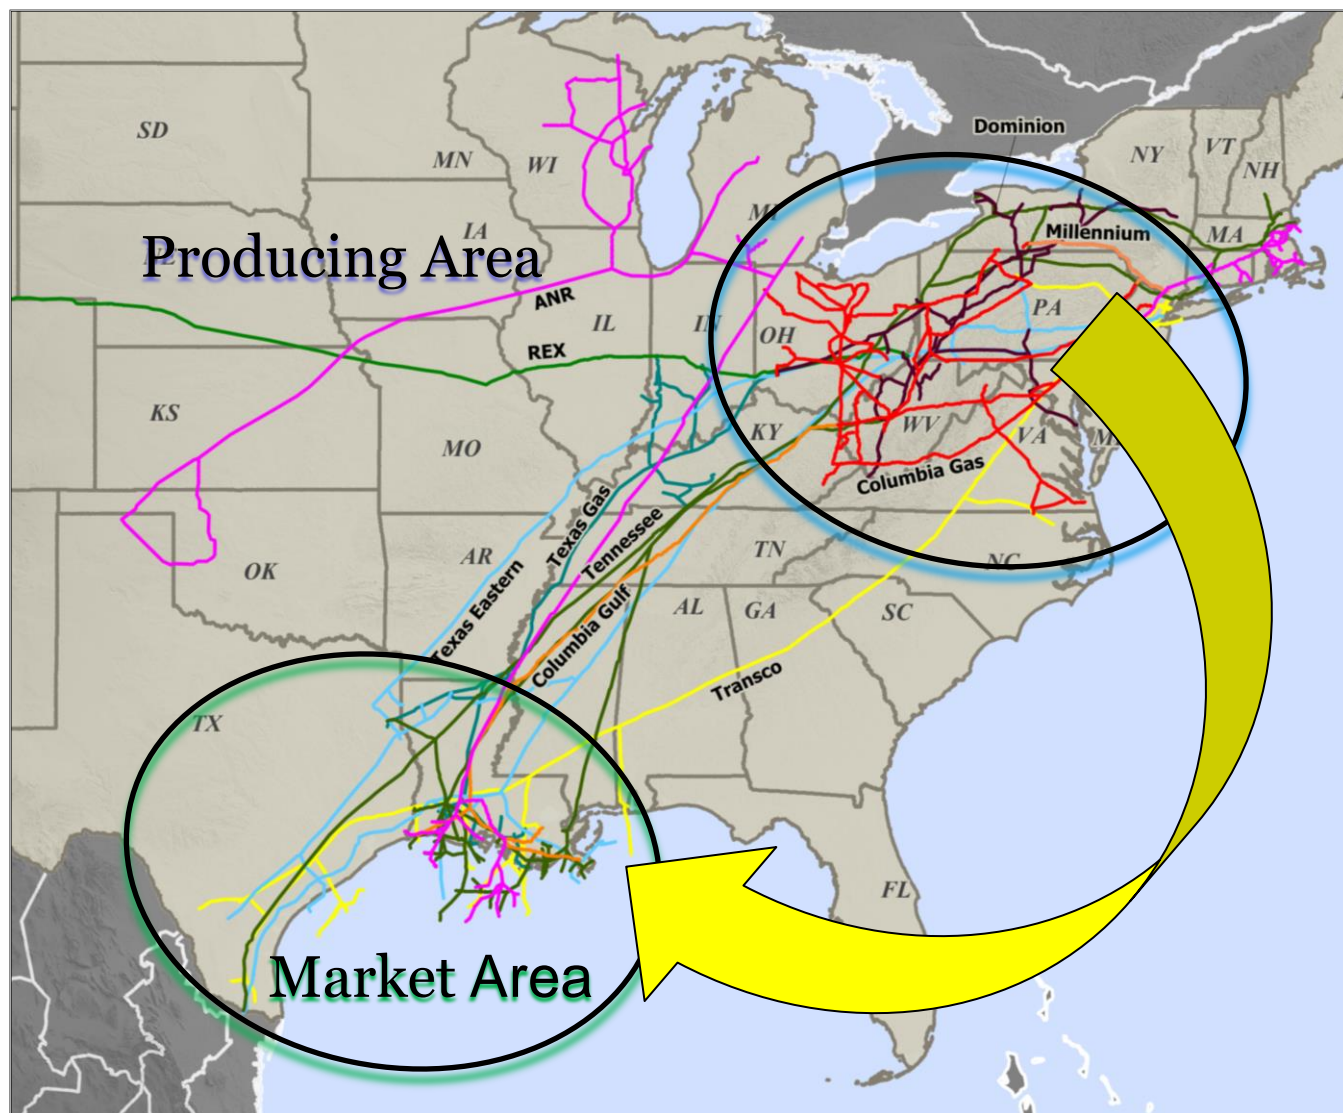 Dominion
SD
MN
WI
NY
VT
NH
MI
IA
Millennium
MA
Producing Area
ANR
IL
IN
OH
PA
REX
KS
MO
KY
WV
VA
Columbia Gas
Texas Gas
Tennessee
OK
AR
TN
NC
Texas Eastern
Columbia Gulf
AL
GA
SC
Transco
TX
FL
Market Area